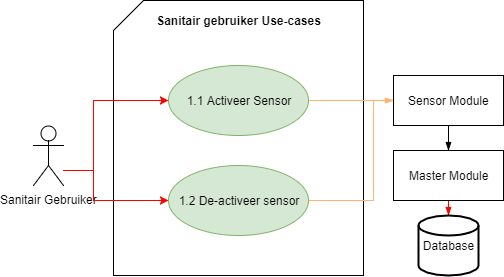 Sanitair gebruiker Use-cases
1.1 Activeer Sensor
Sensor Module
Sanitair Gebruiker
1.2 De-activeer sensor
Master Module
Database